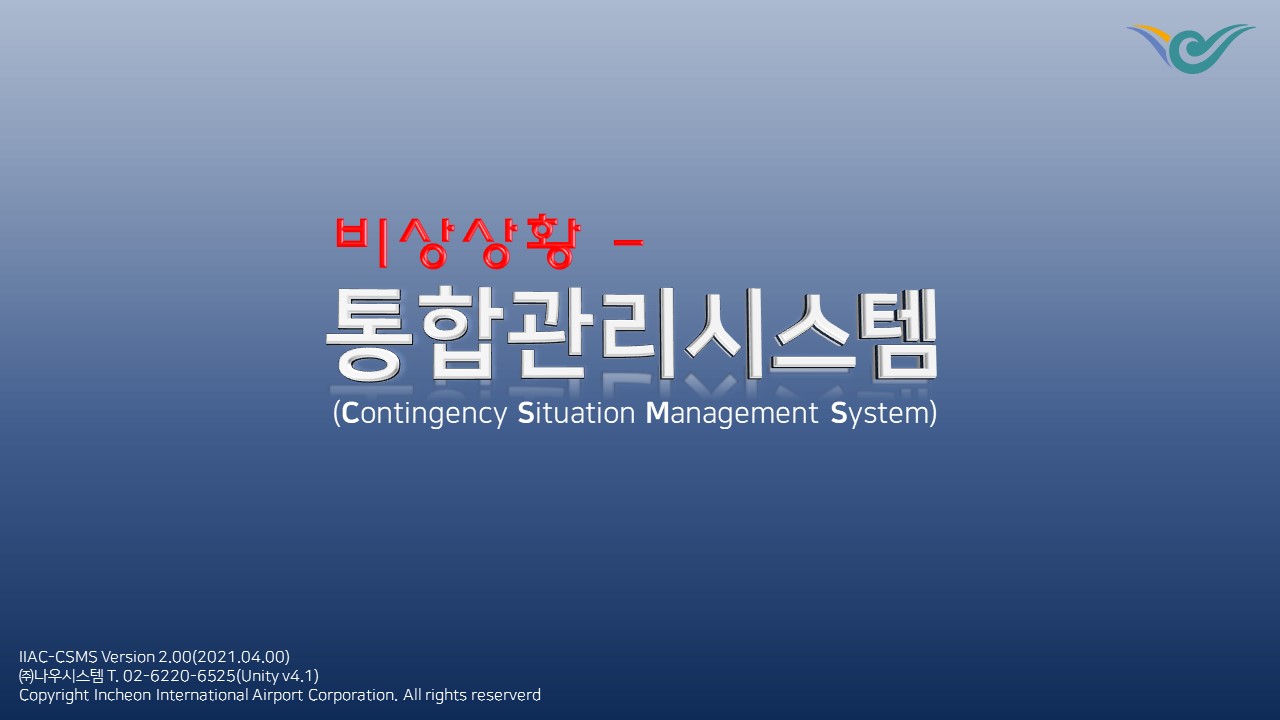 비상상황 –
통합관리시스템
(Contingency Situation Management System)
IIAC-CSMS Version 2.00(2021.04.00)
㈜나우시스템 T. 02-6220-6525(Unity v4.1)
Copyright Incheon International Airport Corporation. All rights reserverd